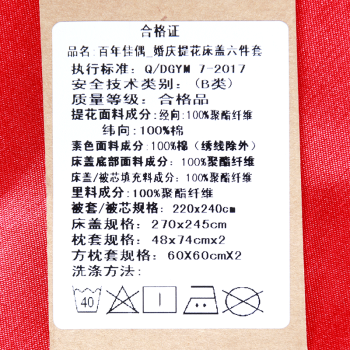 合格证
品名:百年佳偶_婚庆提花床盖六件套
执行标准: Q/DGYM 7-2017
安全技术类别: (B类)
质量等级: 合格品
提花面料成分: 经向:100%聚酯纤维
纬向:100%棉
素色面料成分:100%棉 (绣线除外)
床盖底部面料成分: 100%聚酯纤维
床盖/被芯填充料成分:100%聚酯纤维
里料成分:100%聚酯纤维
被套/被芯规格: 220x240cm
床盖规格: 270x245cm
枕套规格: 48x74cmx2
方枕套规格: 60X60cmX2
洗涤方法:
40